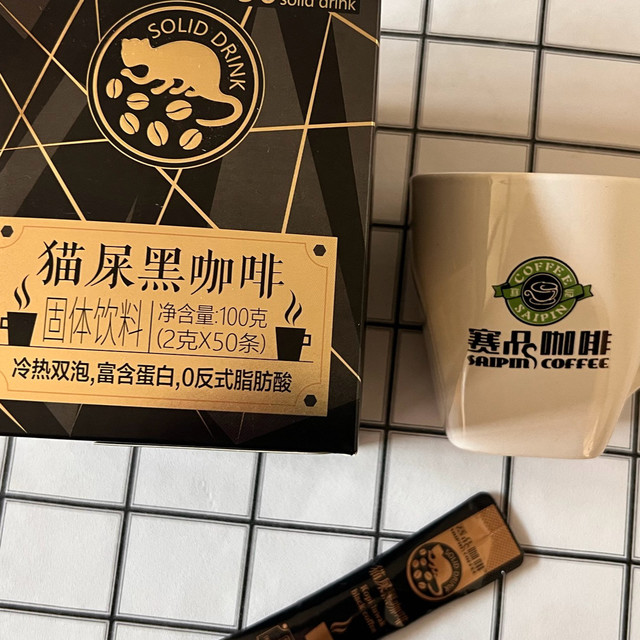 solid drink
SOLID DRINK
猫屎黑咖啡
固体饮料
净含量:100克
(2克X50条)
冷热双泡,富含蛋白,0反式脂肪酸
COFFEE
SAIPIN
赛品咖啡
SAIPIN COFFEE
SOLID DRINK